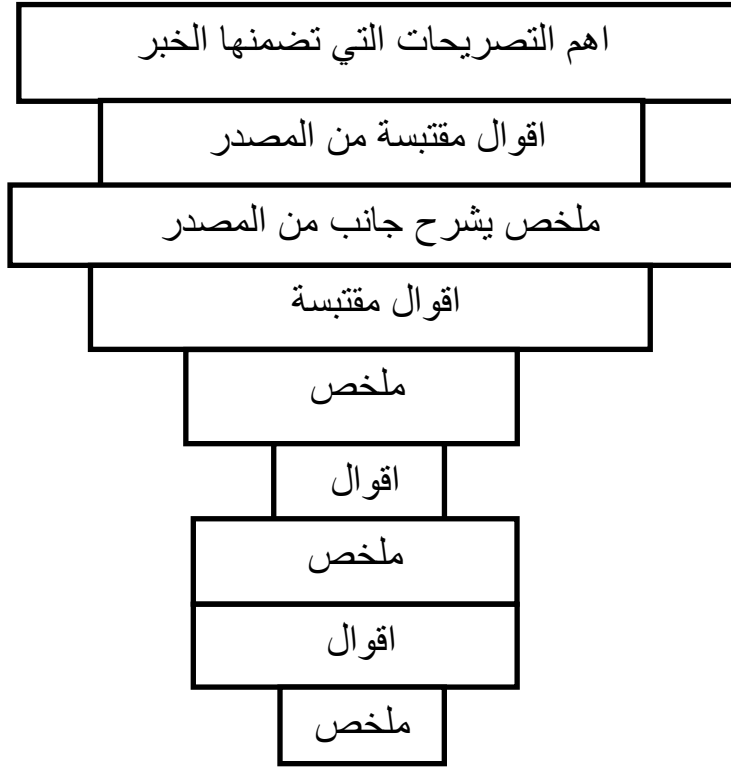 اهم التصريحات التي تضمنها الخبر
اقوال مقتبسة من المصدر
ملخص يشرح جانب من المصدر
اقوال مقتبسة
ملخص
اقوال
ملخص
اقوال
ملخص